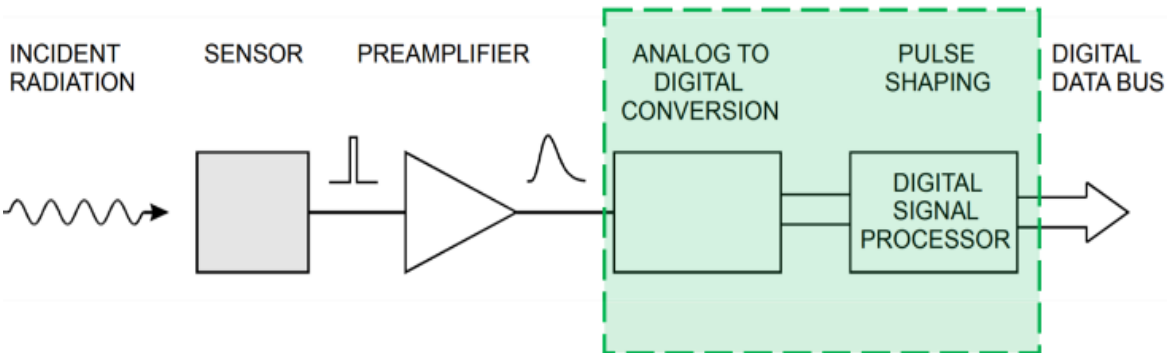 INCIDENT
RADIATION
SENSOR
PREAMPLIFIER
ANALOG TO
DIGITAL
CONVERSION
PULSE
SHAPING
DIGITAL
DATA BUS
DIGITAL
SIGNAL
PROCESSOR